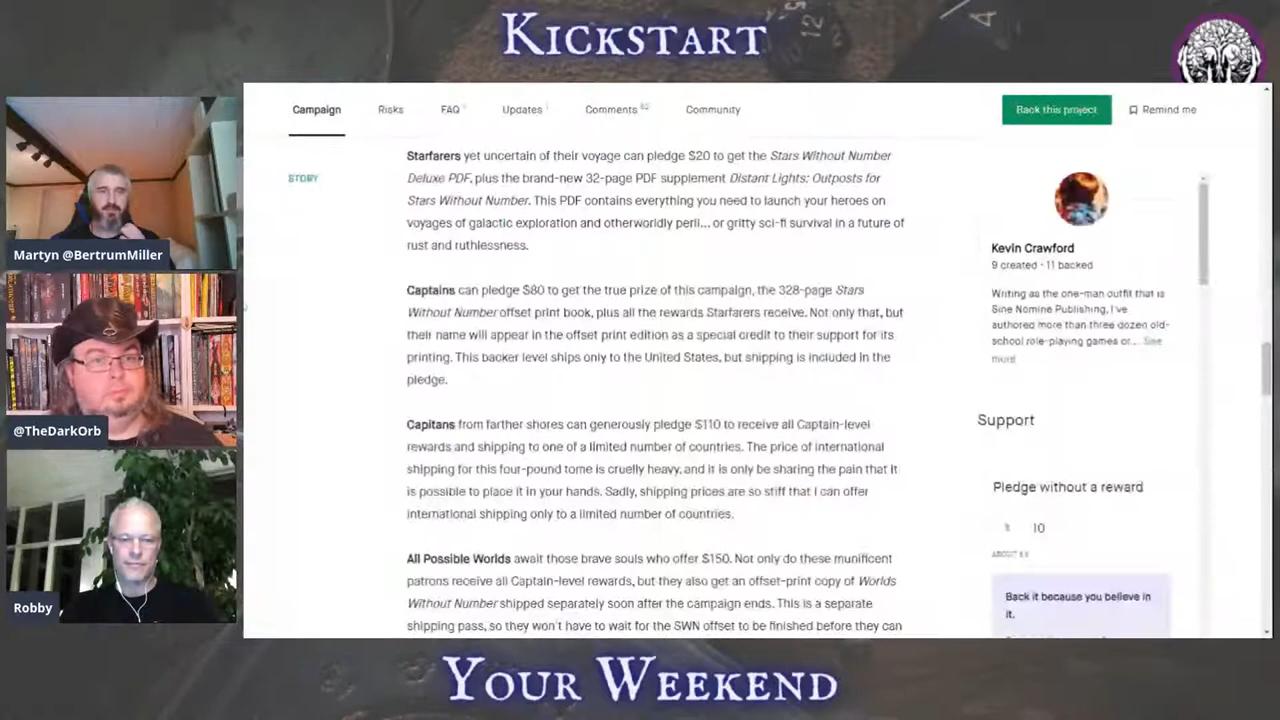 KICKSTART
Campaign
Risks
FAQ
Updates 1
Comments
Community
Back this project
Remind me
STORY
Starfarers yet uncertain of their voyage can pledge $20 to get the Stars Without Number
Deluxe PDF, plus the brand-new 32-page PDF supplement Distant Lights: Outposts for
Stars Without Number. This PDF contains everything you need to launch your heroes on
voyages of galactic exploration and otherworldly peril... or gritty sci-fi survival in a future of
rust and ruthlessness.
Captains can pledge $80 to get the true prize of this campaign, the 328-page Stars
Without Number offset print book, plus all the rewards Starfarers receive. Not only that, but
their name will appear in the offset print edition as a special credit to their support for its
printing. This backer level ships only to the United States, but shipping is included in the
pledge.
Capitans from farther shores can generously pledge $110 to receive all Captain-level
rewards and shipping to one of a limited number of countries. The price of international
shipping for this four-pound tome is cruelly heavy, and it is only be sharing the pain that it
is possible to place it in your hands. Sadly, shipping prices are so stiff that I can offer
international shipping only to a limited number of countries.
All Possible Worlds await those brave souls who offer $150. Not only do these munificent
patrons receive all Captain-level rewards, but they also get an offset-print copy of Worlds
Without Number shipped separately soon after the campaign ends. This is a separate
shipping pass, so they won't have to wait for the SWN offset to be finished before they can
Kevin Crawford
9 created · 11 backed
Writing as the one-man outfit that is
Sine Nomine Publishing, I've
authored more than three dozen old-
school role-playing games or... See
more
Support
Pledge without a reward
10
Back it because you believe in
it.
Martyn @BertrumMiller
@TheDarkOrb
Robby
YOUR WEEKEND